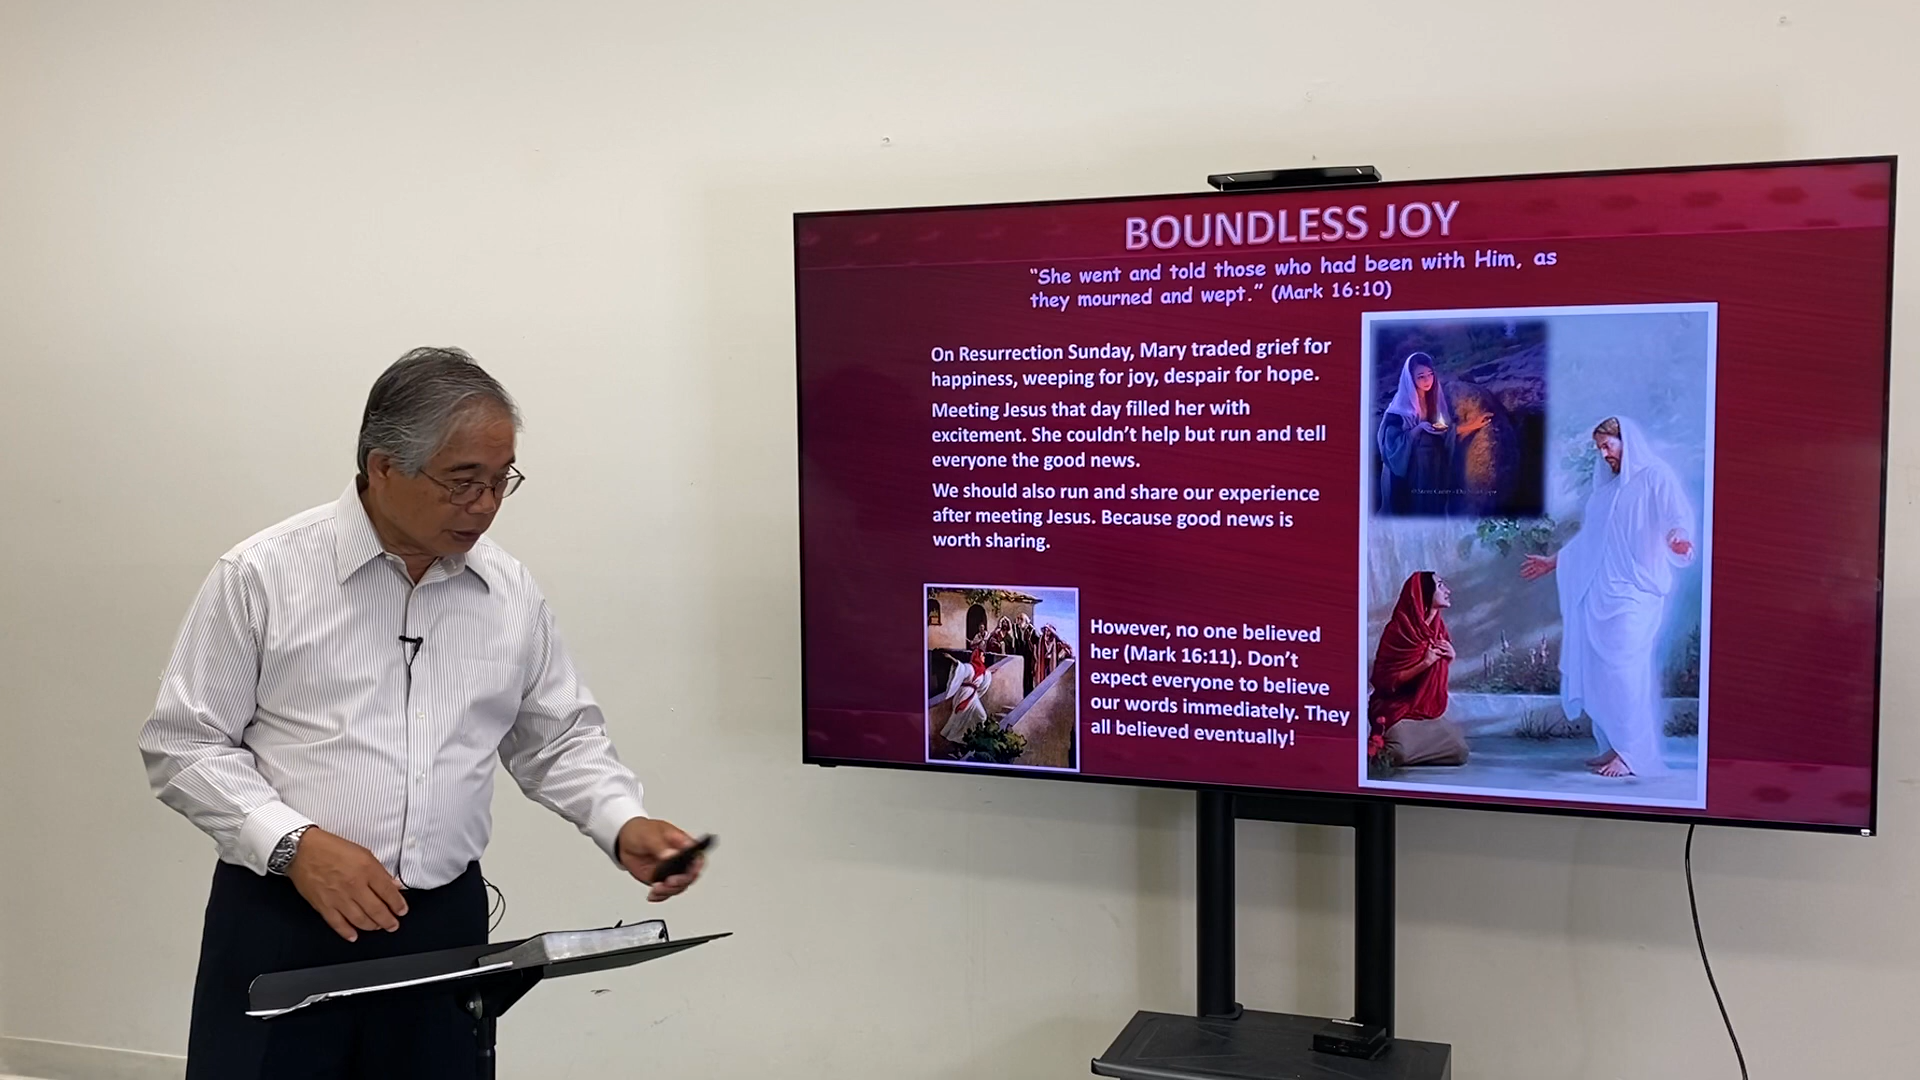 BOUNDLESS JOY
“She went and told those who had been with Him, as
they mourned and wept.” (Mark 16:10)
On Resurrection Sunday, Mary traded grief for
happiness, weeping for joy, despair for hope.
Meeting Jesus that day filled her with
excitement. She couldn’t help but run and tell
everyone the good news.
We should also run and share our experience
after meeting Jesus. Because good news is
worth sharing.
However, no one believed
her (Mark 16:11). Don’t
expect everyone to believe
our words immediately. They
all believed eventually!